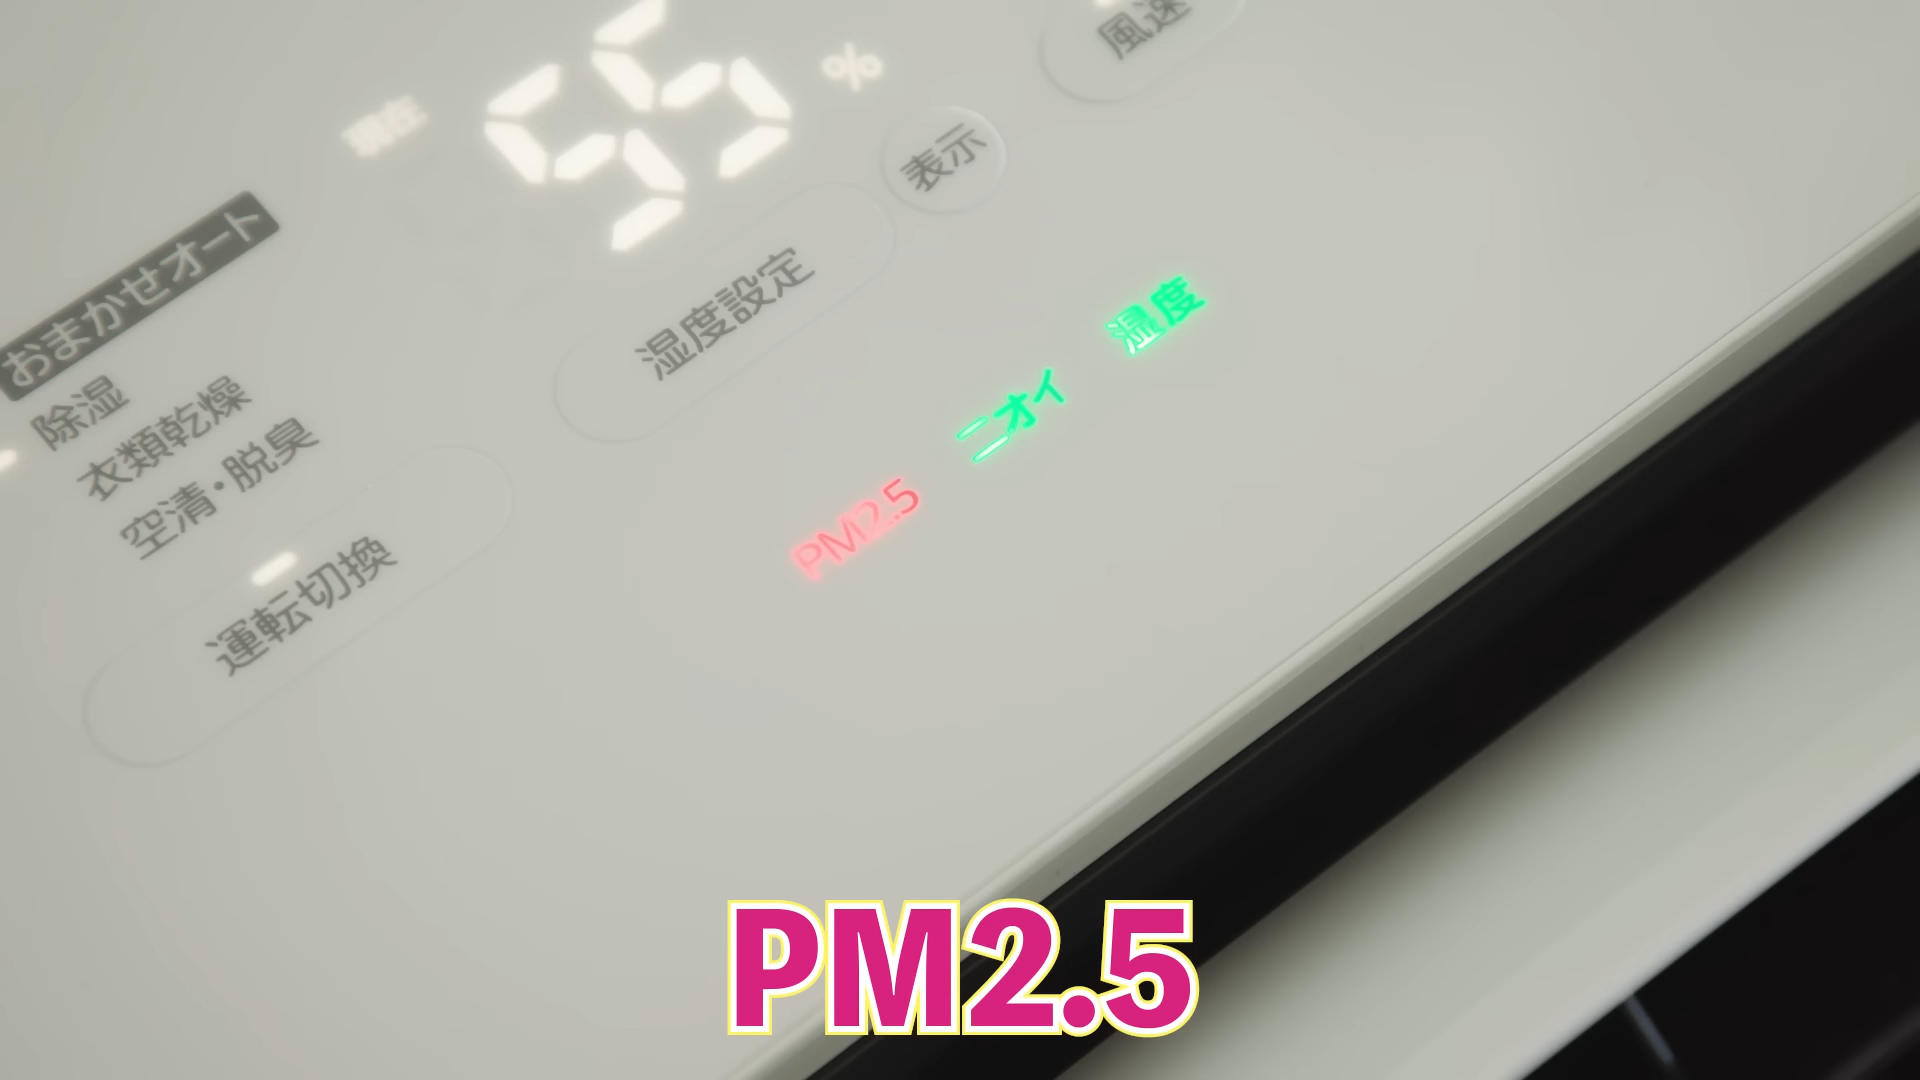 風速
現在 55 %
表示
おまかせオート
除湿
衣類乾燥
空清・脱臭
運転切換
湿度設定
PM2.5 ニオイ 湿度
PM2.5